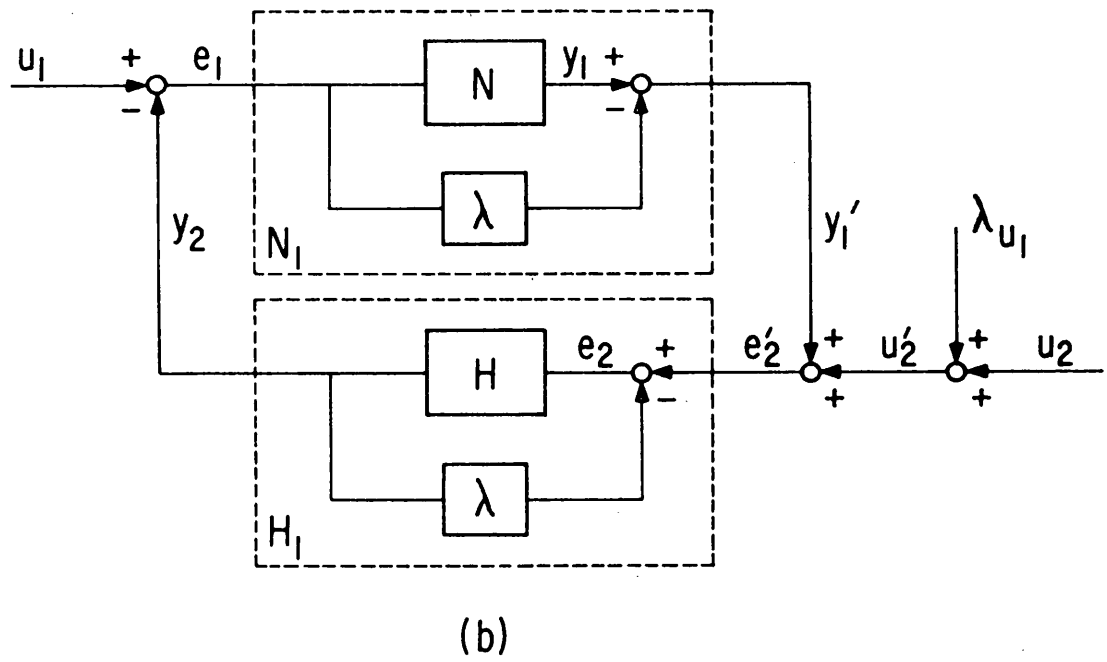 u₁ + − e₁ N y₁ + −
λ
N₁
y₂ y₁′ λu₁
H e₂ + − e₂′ + + u₂′ + + u₂
λ
H₁
(b)